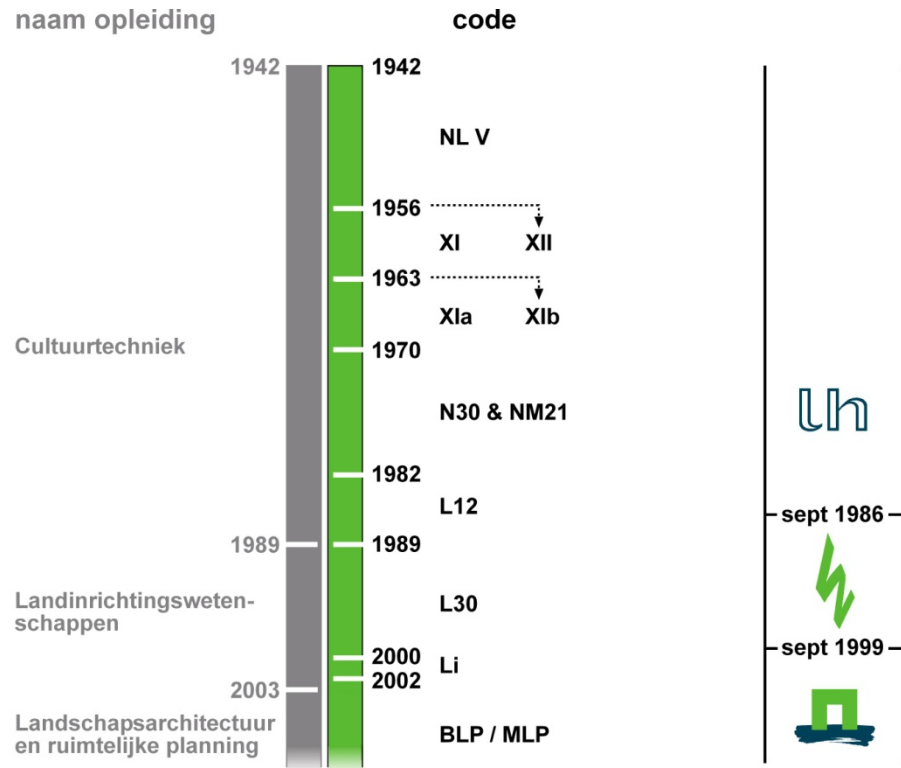 naam opleiding code
1942 1942
NL V
1956
XI XII
1963
XIa XIb
Cultuurtechniek 1970
lh
N30 & NM21
1982
L12
sept 1986
1989 1989
Landinrichtingsweten-
schappen
L30
sept 1999
2000
Li
2002
2003
Landschapsarchitectuur
en ruimtelijke planning
BLP / MLP